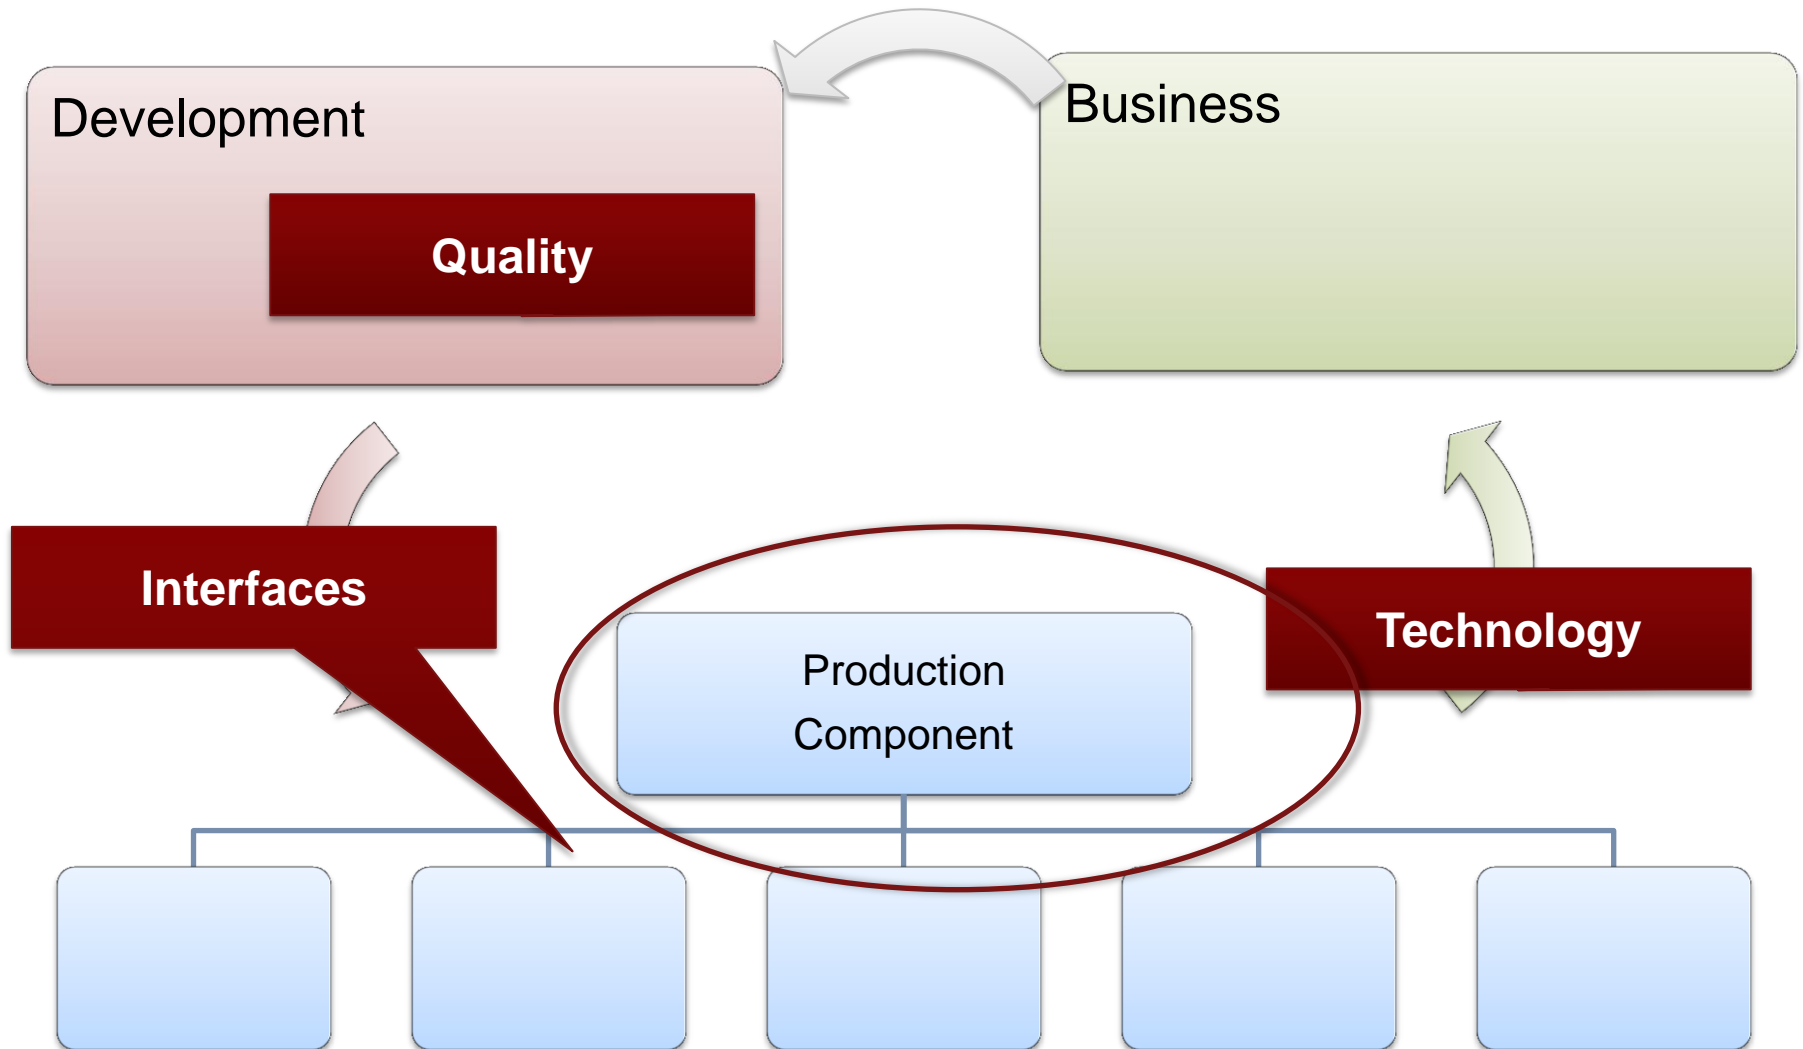 Development
Business
Quality
Interfaces
Technology
Production
Component